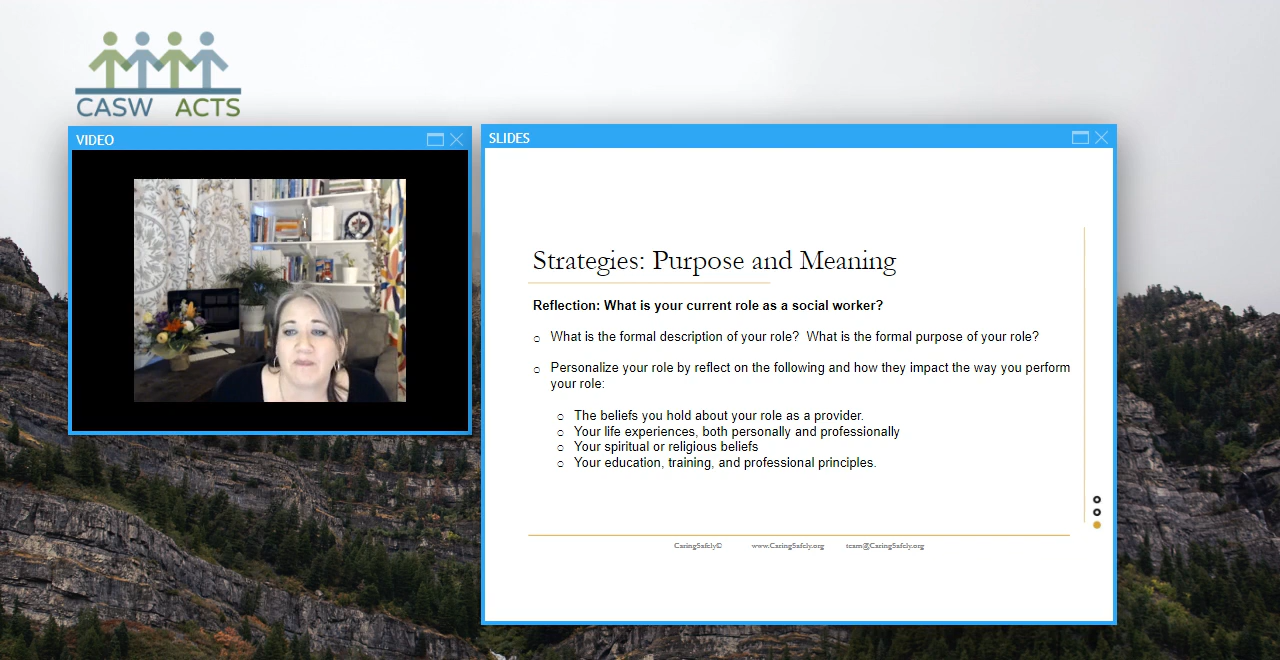 CASW ACTS
VIDEO
SLIDES
Strategies: Purpose and Meaning
Reflection: What is your current role as a social worker?
○ What is the formal description of your role? What is the formal purpose of your role?
○ Personalize your role by reflect on the following and how they impact the way you perform
your role:
○ The beliefs you hold about your role as a provider.
○ Your life experiences, both personally and professionally
○ Your spiritual or religious beliefs
○ Your education, training, and professional principles.
CaringSafely© www.CaringSafely.org team@CaringSafely.org